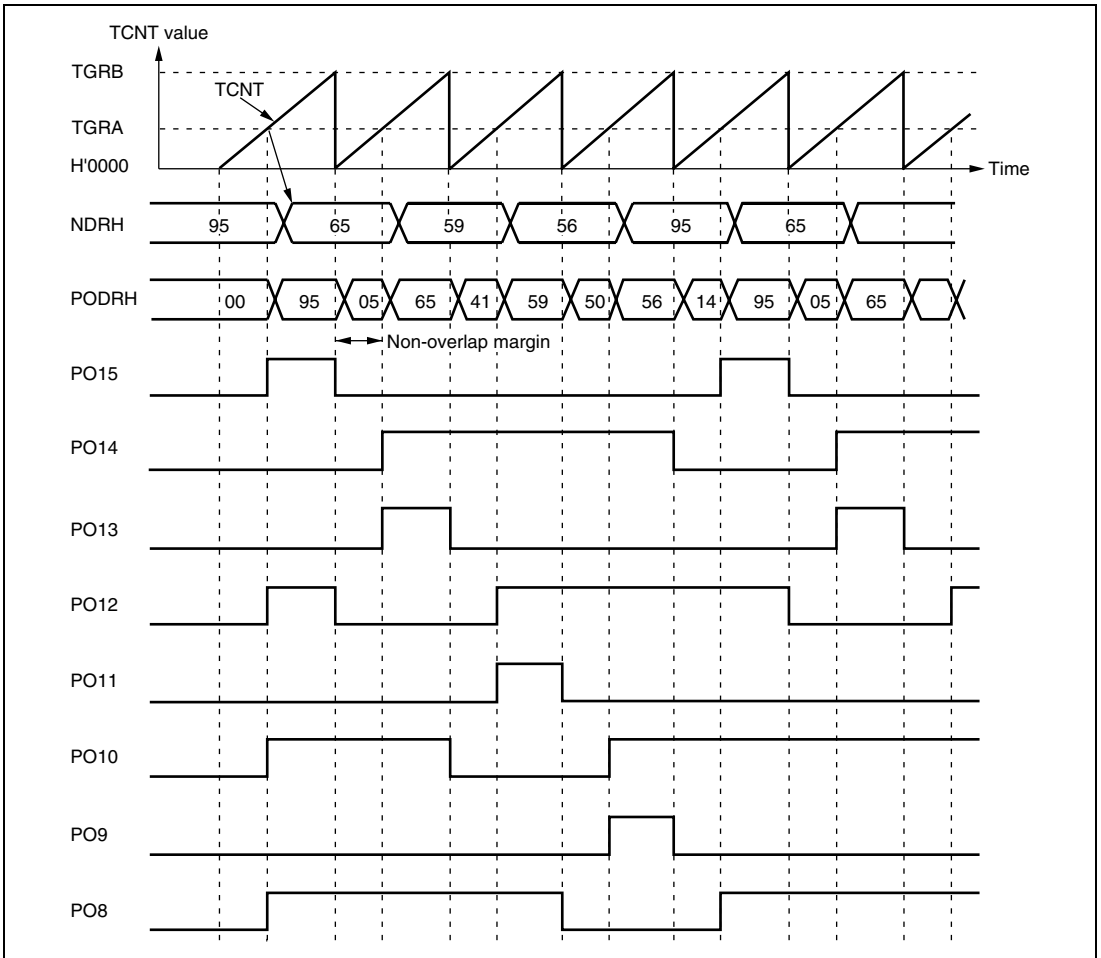 TCNT value
TGRB
TCNT
TGRA
H'0000
Time
NDRH 95 65 59 56 95 65
PODRH 00 95 05 65 41 59 50 56 14 95 05 65
Non-overlap margin
PO15
PO14
PO13
PO12
PO11
PO10
PO9
PO8